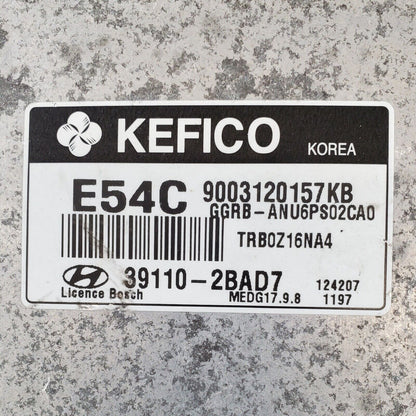 KEFICO KOREA
E54C 9003120157KB
GGRB-ANU6PS02CA0
TRB0Z16NA4
39110-2BAD7 124207
Licence Bosch MEDG17.9.8 1197